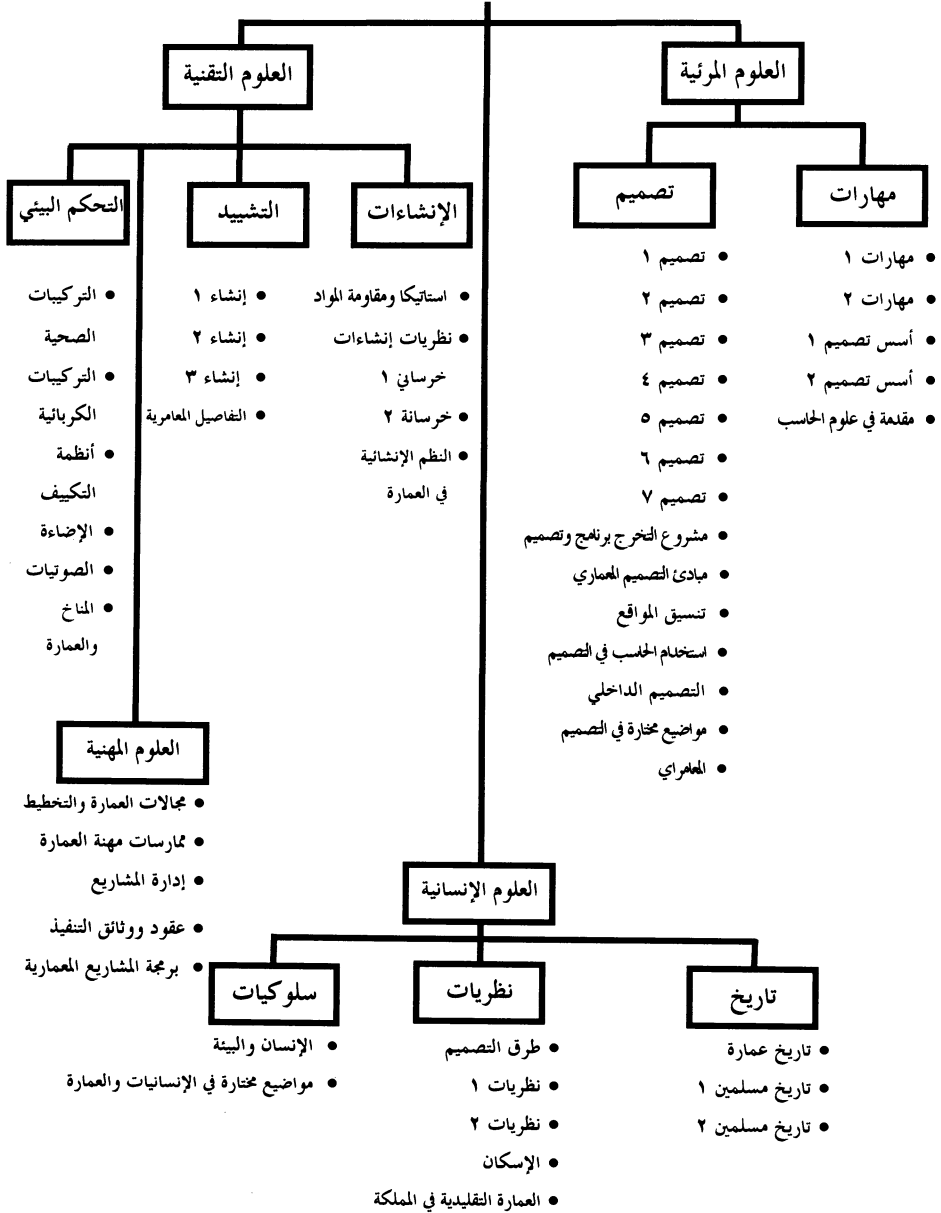 العلوم المرئية
العلوم التقنية
مهارات
مهارات ١
مهارات ٢
أسس تصميم ١
أسس تصميم ٢
مقدمة في علوم الحاسب
تصميم
تصميم ١
تصميم ٢
تصميم ٣
تصميم ٤
تصميم ٥
تصميم ٦
تصميم ٧
مشروع التخرج برنامج وتصميم
مبادئ التصميم المعماري
تنسيق المواقع
استخدام الحاسب في التصميم
التصميم الداخلي
مواضيع مختارة في التصميم
المعامراي
الإنشاءات
استاتيكا ومقاومة المواد
نظريات إنشاءات
خرساني ١
خرسانة ٢
النظم الإنشائية
في العمارة
التشييد
إنشاء ١
إنشاء ٢
إنشاء ٣
التفاصيل المعامرية
التحكم البيئي
التركيبات
الصحية
التركيبات
الكربائية
أنظمة
التكييف
الإضاءة
الصوتيات
المناخ
والعمارة
العلوم المهنية
مجالات العمارة والتخطيط
ممارسات مهنة العمارة
إدارة المشاريع
عقود ووثائق التنفيذ
برمجة المشاريع المعمارية
العلوم الإنسانية
تاريخ
تاريخ عمارة
تاريخ مسلمين ١
تاريخ مسلمين ٢
نظريات
طرق التصميم
نظريات ١
نظريات ٢
الإسكان
العمارة التقليدية في المملكة
سلوكيات
الإنسان والبيئة
مواضيع مختارة في الإنسانيات والعمارة